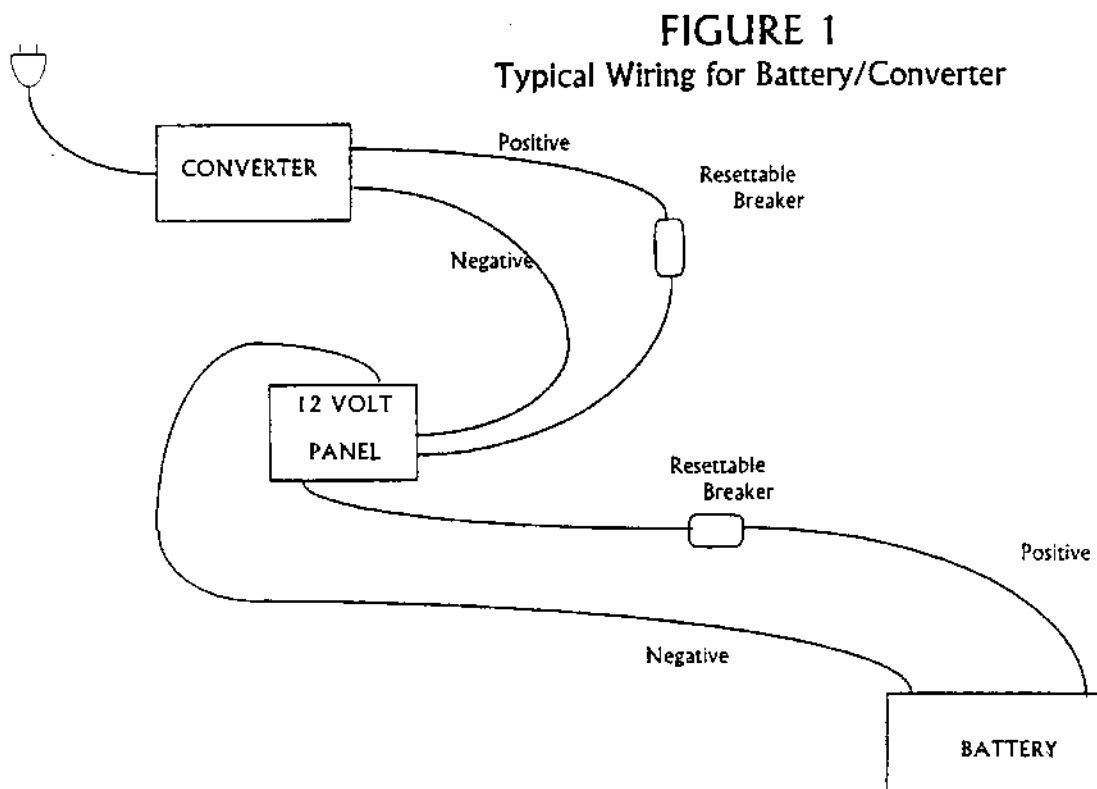 FIGURE 1
Typical Wiring for Battery/Converter
CONVERTER
Positive
Resettable
Breaker
Negative
12 VOLT
PANEL
Resettable
Breaker
Positive
Negative
BATTERY